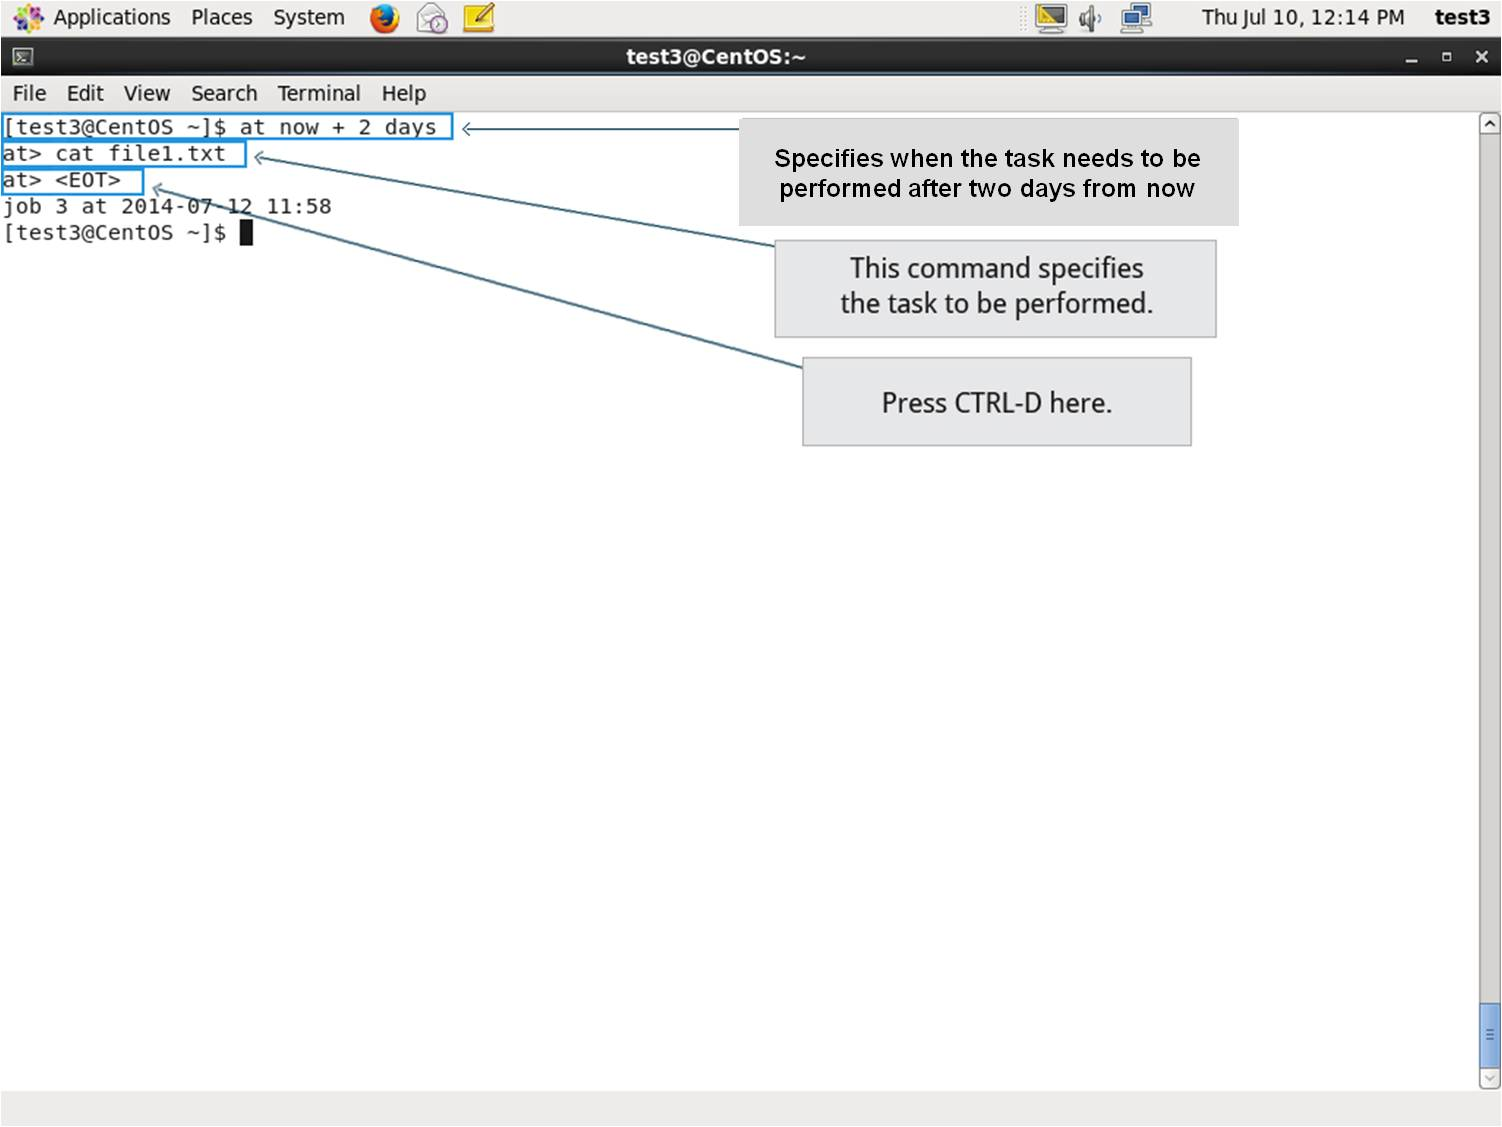 Applications Places System Thu Jul 10, 12:14 PM test3
test3@CentOS:~
File Edit View Search Terminal Help
[test3@CentOS ~]$ at now + 2 days
at> cat file1.txt
at> <EOT>
job 3 at 2014-07-12 11:58
[test3@CentOS ~]$
Specifies when the task needs to be
performed after two days from now
This command specifies
the task to be performed.
Press CTRL-D here.